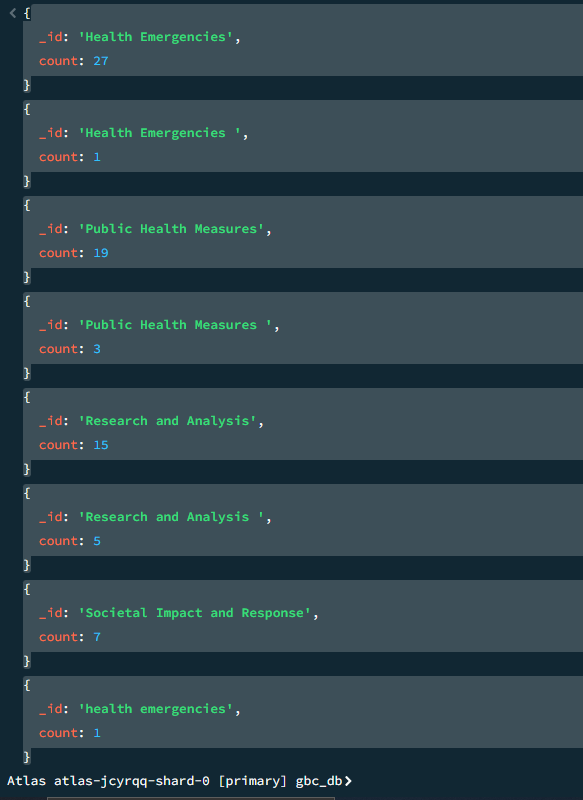 < {
_id: 'Health Emergencies',
count: 27
}
{
_id: 'Health Emergencies ',
count: 1
}
{
_id: 'Public Health Measures',
count: 19
}
{
_id: 'Public Health Measures ',
count: 3
}
{
_id: 'Research and Analysis',
count: 15
}
{
_id: 'Research and Analysis ',
count: 5
}
{
_id: 'Societal Impact and Response',
count: 7
}
{
_id: 'health emergencies',
count: 1
}
Atlas atlas-jcyrqq-shard-0 [primary] gbc_db>